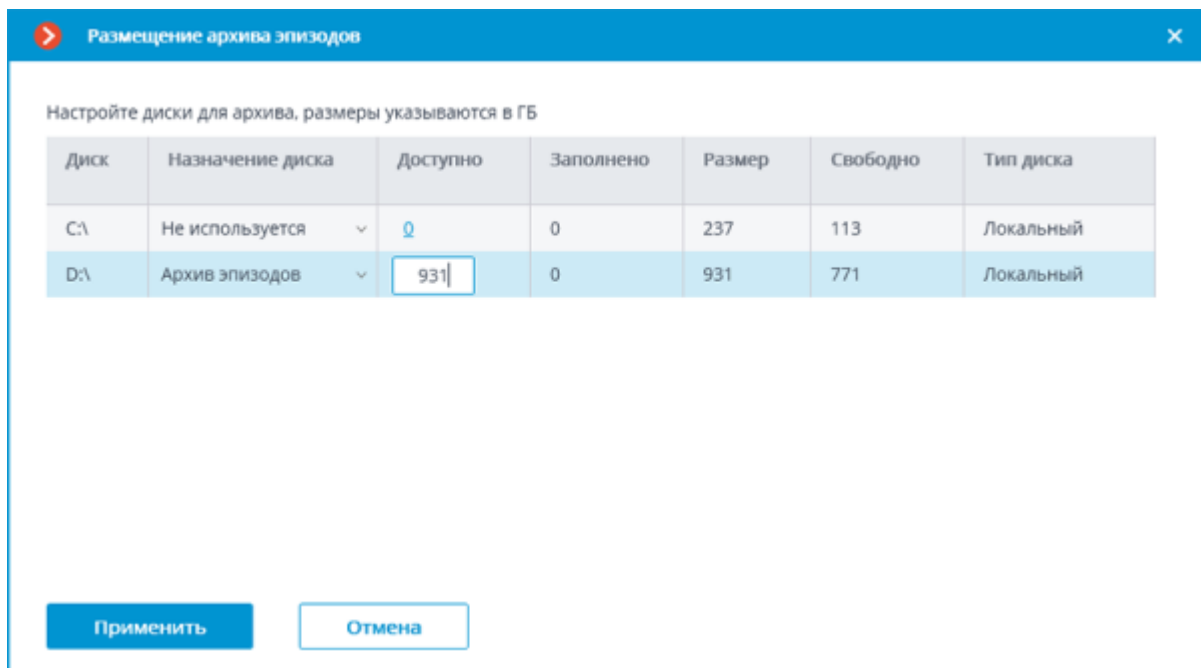 Размещение архива эпизодов
Настройте диски для архива, размеры указываются в ГБ
Диск Назначение диска Доступно Заполнено Размер Свободно Тип диска
C:\ Не используется 0 0 237 113 Локальный
D:\ Архив эпизодов 931 0 931 771 Локальный
Применить Отмена